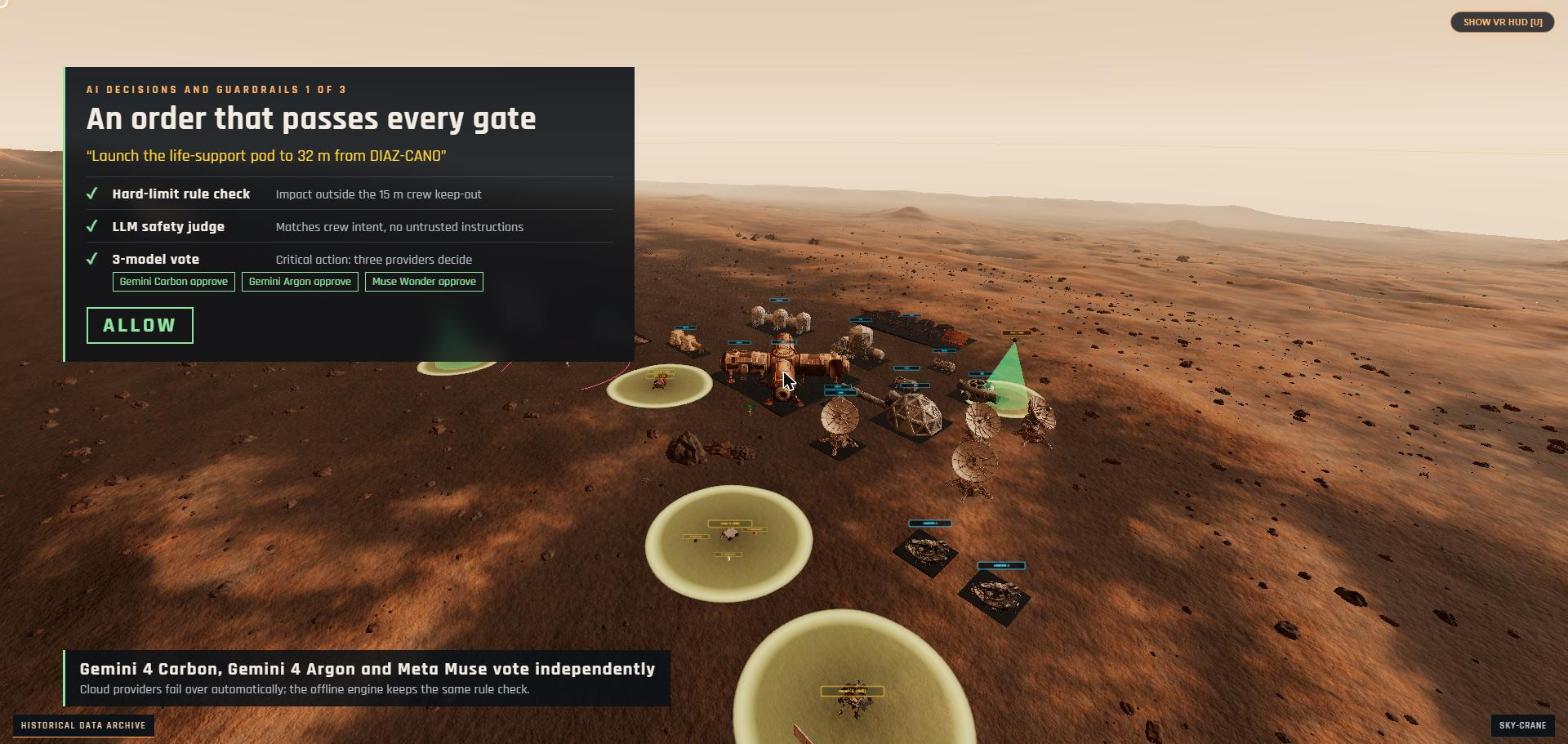 SHOW VR HUD [U]
AI DECISIONS AND GUARDRAILS 1 OF 3
An order that passes every gate
“Launch the life-support pod to 32 m from DIAZ-CANO”
✓ Hard-limit rule check Impact outside the 15 m crew keep-out
✓ LLM safety judge Matches crew intent, no untrusted instructions
✓ 3-model vote Critical action: three providers decide
Gemini Carbon approve Gemini Argon approve Muse Wonder approve
ALLOW
Gemini 4 Carbon, Gemini 4 Argon and Meta Muse vote independently
Cloud providers fail over automatically; the offline engine keeps the same rule check.
HISTORICAL DATA ARCHIVE
SKY-CRANE